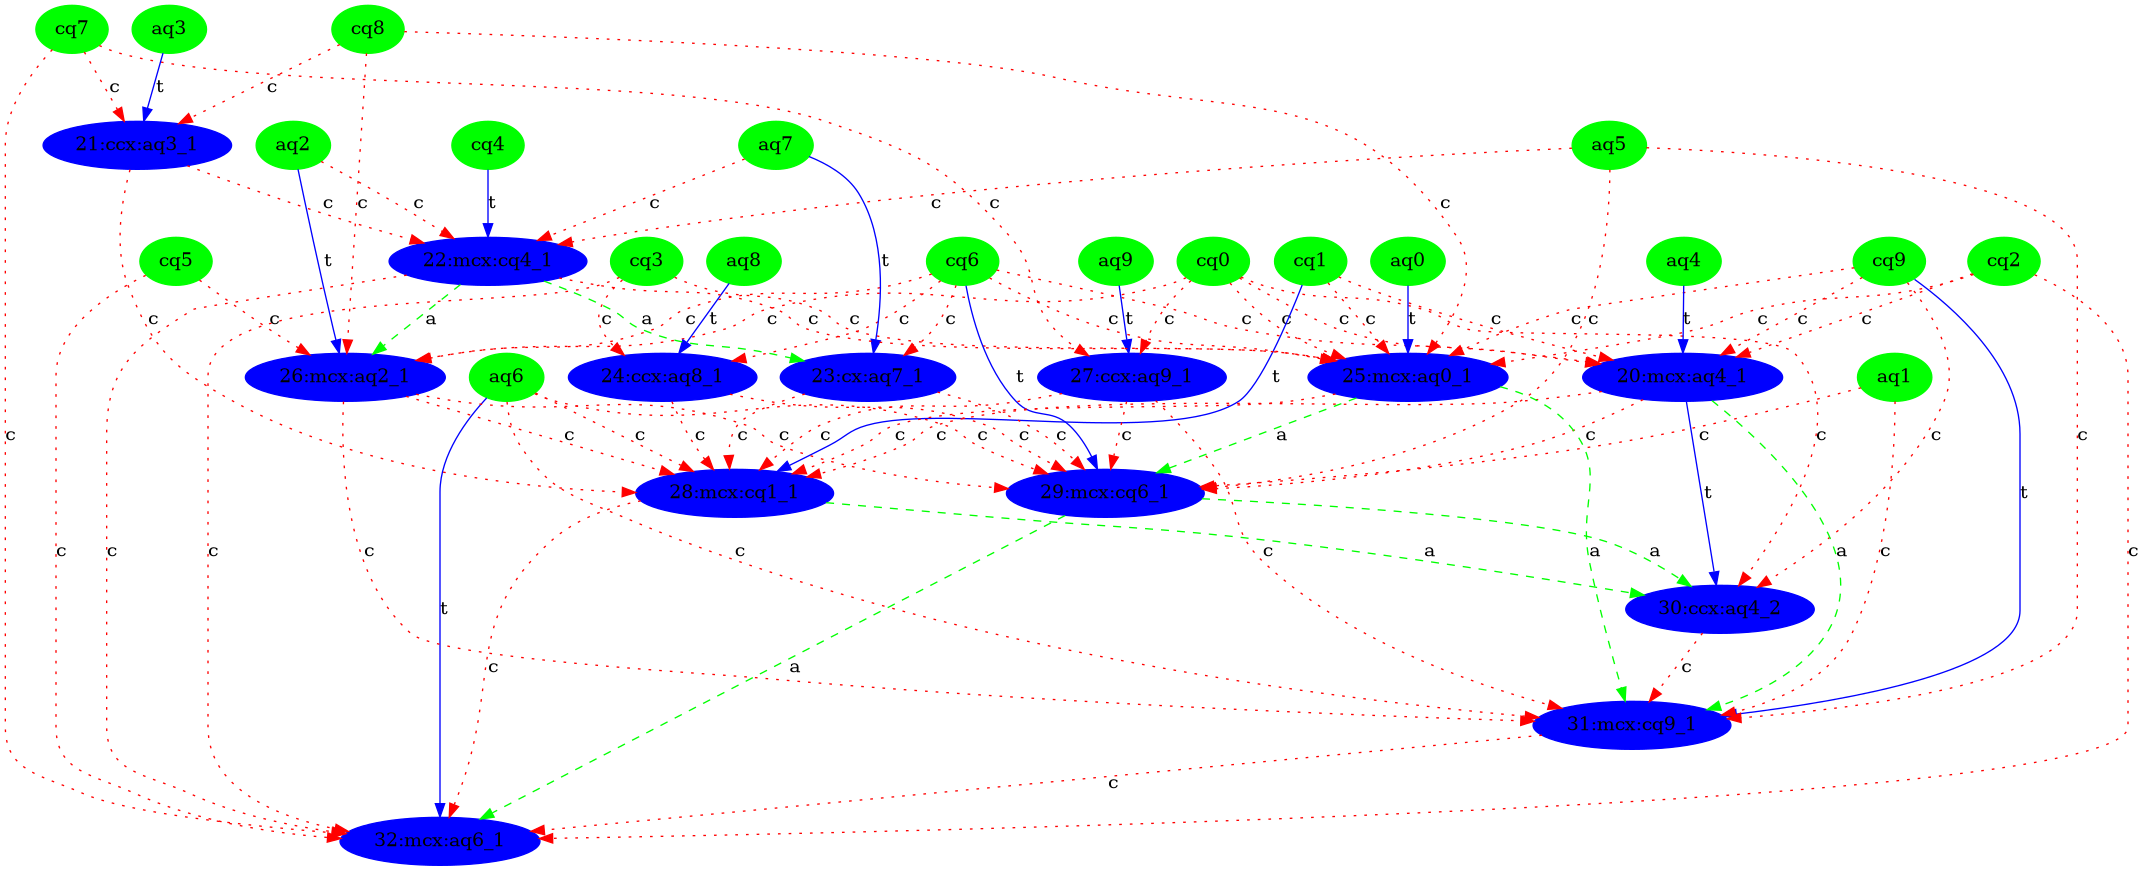 cq7 aq3 cq8
c t c
21:ccx:aq3_1 aq2 cq4 aq7 aq5
c c c t c c c c
cq5 22:mcx:cq4_1 cq3 aq8 cq6 aq9 cq0 cq1 aq0 aq4 cq9 cq2
t t
c c a c a c t c c c c t c c c c t c t c c c
26:mcx:aq2_1 aq6 24:ccx:aq8_1 23:cx:aq7_1 27:ccx:aq9_1 25:mcx:aq0_1 20:mcx:aq4_1 aq1
t t
c c c c c c c c c c c c c a c c c c c
28:mcx:cq1_1 29:mcx:cq6_1 t t
c c c c c a a a a c c
t 30:ccx:aq4_2
c a c
31:mcx:cq9_1
c
32:mcx:aq6_1